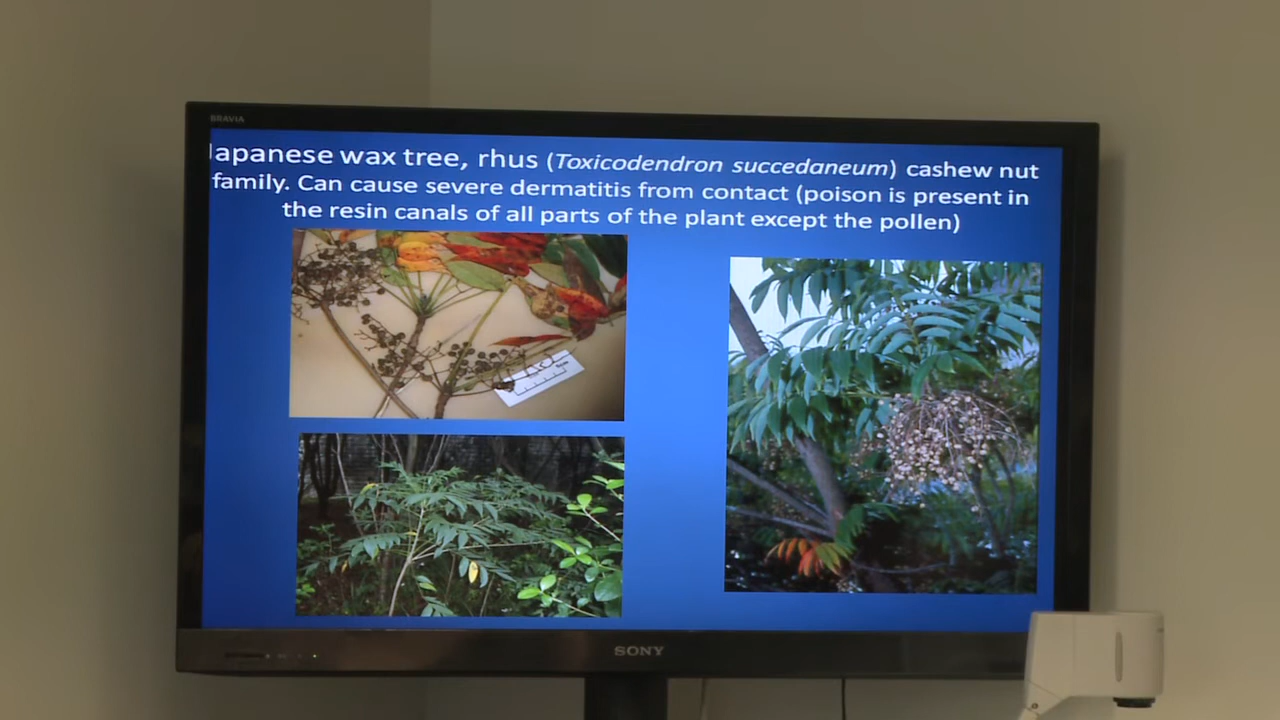 BRAVIA
Japanese wax tree, rhus (Toxicodendron succedaneum) cashew nut
family. Can cause severe dermatitis from contact (poison is present in
the resin canals of all parts of the plant except the pollen)
SONY